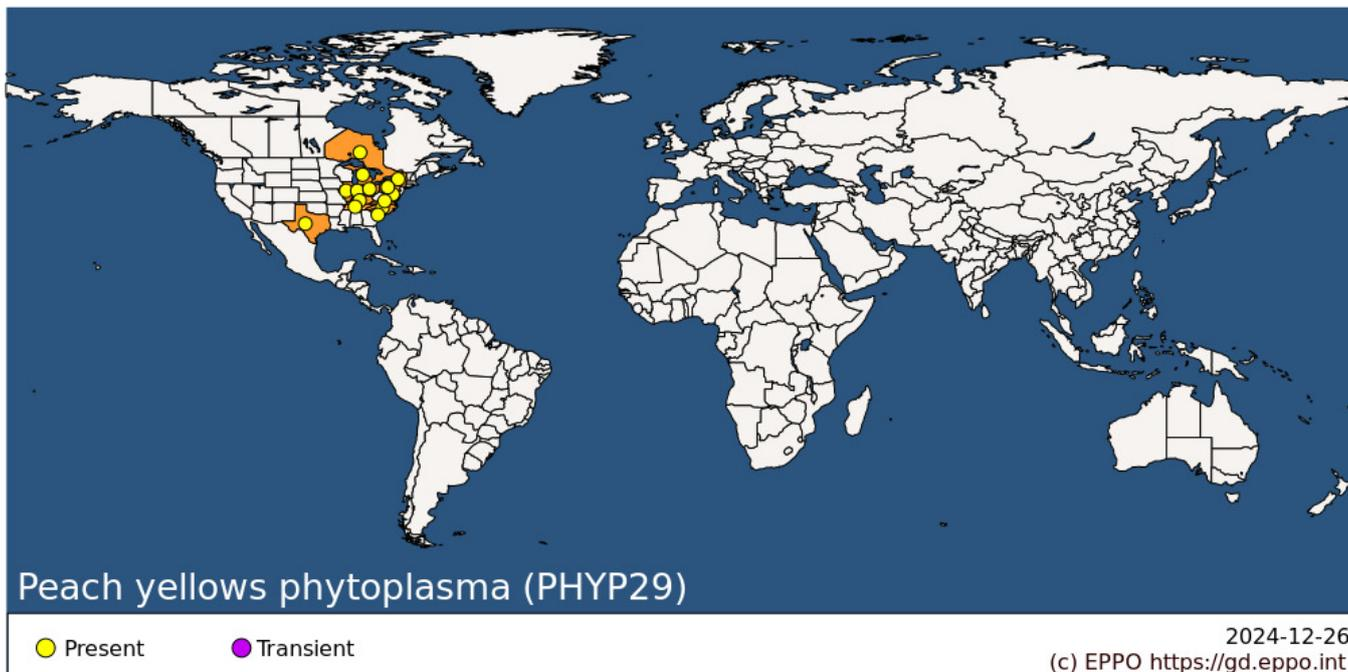 Peach yellows phytoplasma (PHYP29)
Present
Transient
2024-12-26
(c) EPPO https://gd.eppo.int